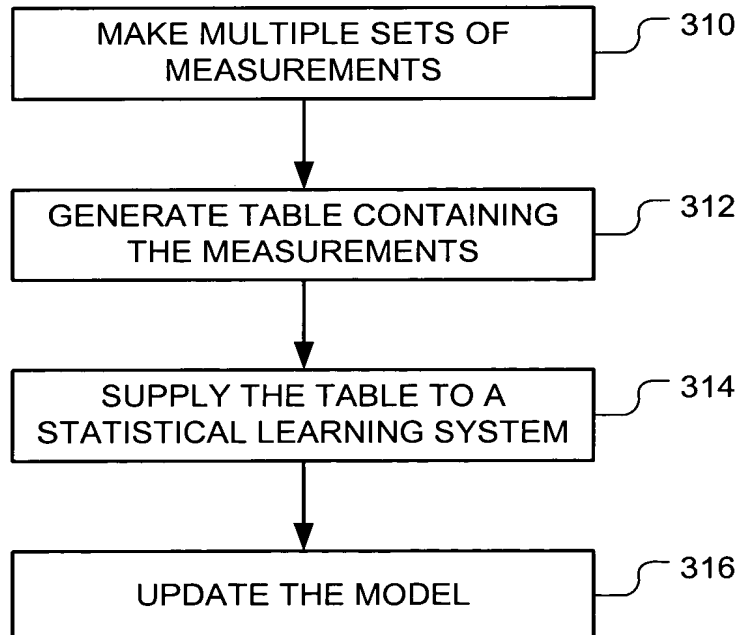 MAKE MULTIPLE SETS OF
MEASUREMENTS
310
GENERATE TABLE CONTAINING
THE MEASUREMENTS
312
SUPPLY THE TABLE TO A
STATISTICAL LEARNING SYSTEM
314
UPDATE THE MODEL
316